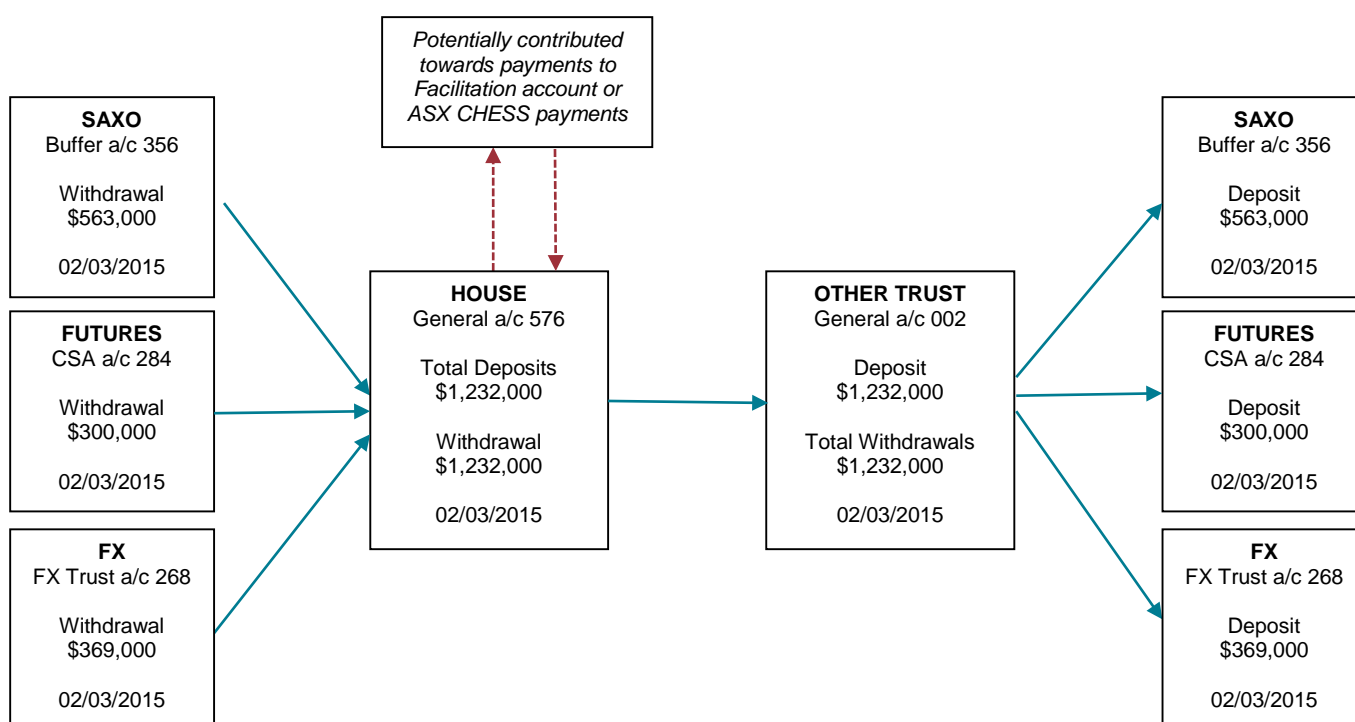 Potentially contributed
towards payments to
Facilitation account or
ASX CHESS payments
SAXO
Buffer a/c 356
Withdrawal
$563,000
02/03/2015
FUTURES
CSA a/c 284
Withdrawal
$300,000
02/03/2015
FX
FX Trust a/c 268
Withdrawal
$369,000
02/03/2015
HOUSE
General a/c 576
Total Deposits
$1,232,000
Withdrawal
$1,232,000
02/03/2015
OTHER TRUST
General a/c 002
Deposit
$1,232,000
Total Withdrawals
$1,232,000
02/03/2015
SAXO
Buffer a/c 356
Deposit
$563,000
02/03/2015
FUTURES
CSA a/c 284
Deposit
$300,000
02/03/2015
FX
FX Trust a/c 268
Deposit
$369,000
02/03/2015